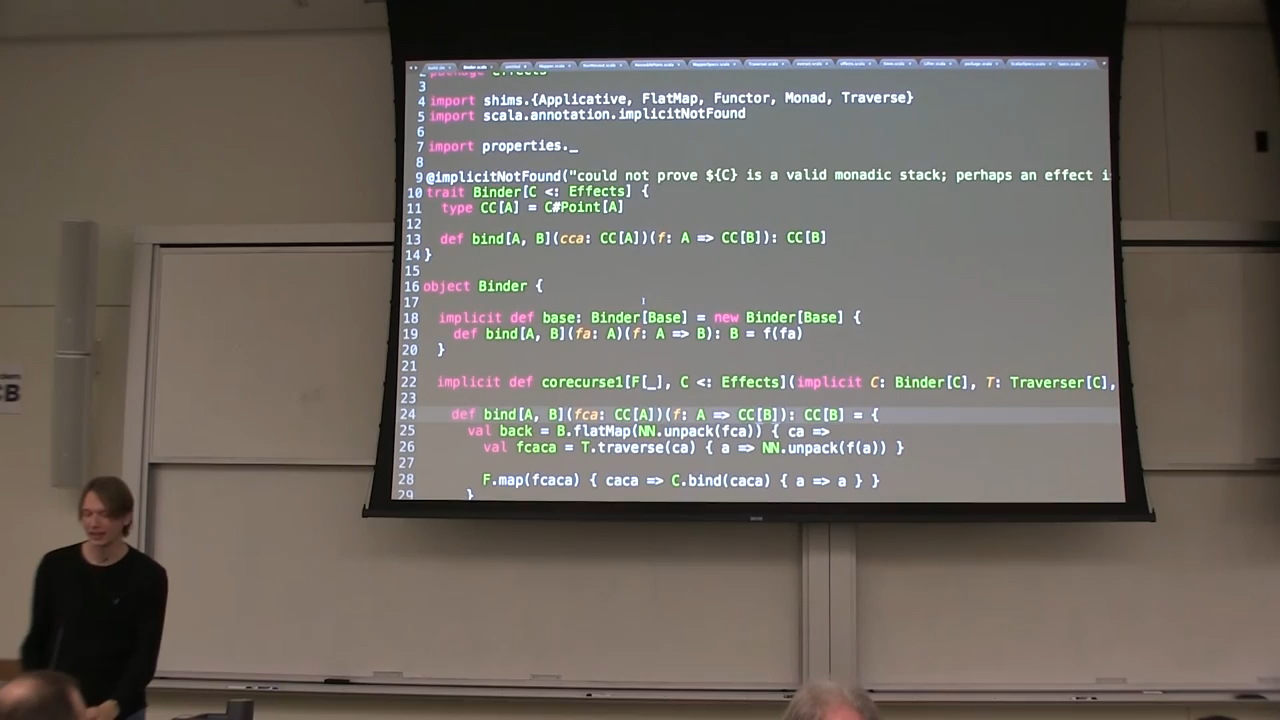 2 package effects
3
4 import shims.{Applicative, FlatMap, Functor, Monad, Traverse}
5 import scala.annotation.implicitNotFound
6
7 import properties._
8
9 @implicitNotFound("could not prove ${C} is a valid monadic stack; perhaps an effect i
10 trait Binder[C <: Effects] {
11 type CC[A] = C#Point[A]
12
13 def bind[A, B](cca: CC[A])(f: A => CC[B]): CC[B]
14 }
15
16 object Binder {
17
18 implicit def base: Binder[Base] = new Binder[Base] {
19 def bind[A, B](fa: A)(f: A => B): B = f(fa)
20 }
21
22 implicit def corecurse1[F[_], C <: Effects](implicit C: Binder[C], T: Traverser[C],
23
24 def bind[A, B](fca: CC[A])(f: A => CC[B]): CC[B] = {
25 val back = B.flatMap(NN.unpack(fca)) { ca =>
26 val fcaca = T.traverse(ca) { a => NN.unpack(f(a)) }
27
28 F.map(fcaca) { caca => C.bind(caca) { a => a } }
29 }
CB